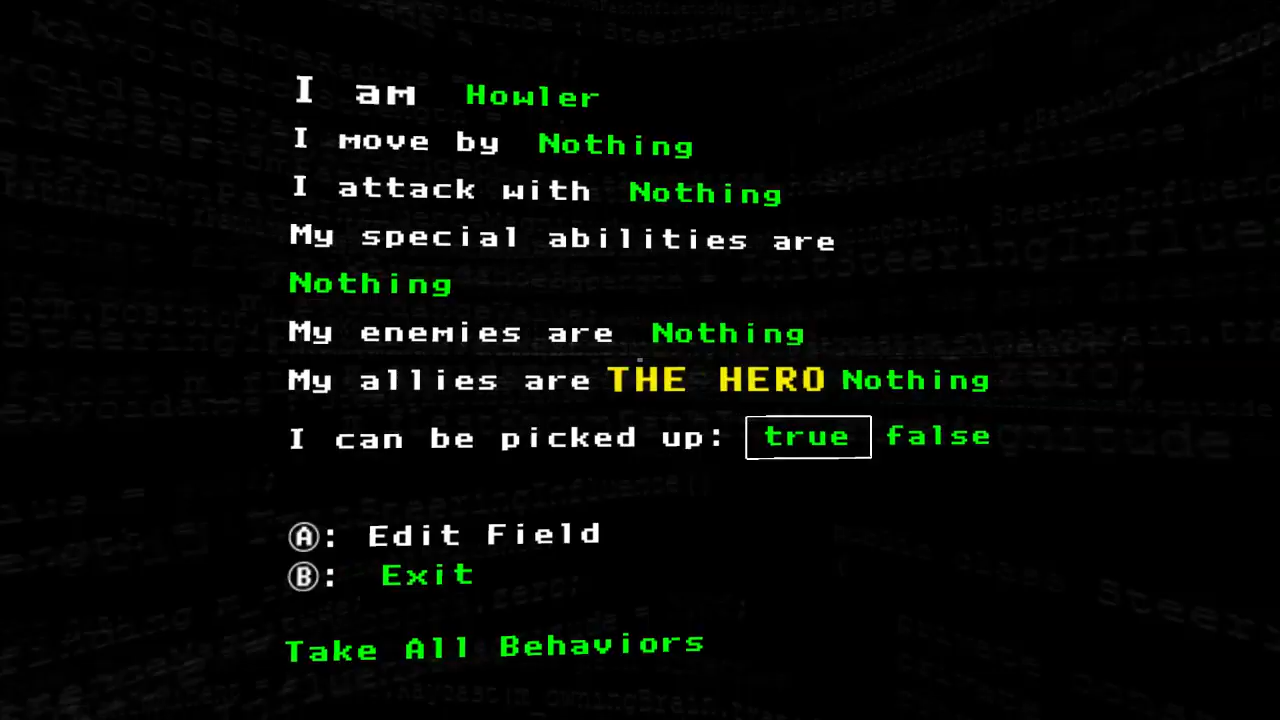 I am Howler
I move by Nothing
I attack with Nothing
My special abilities are
Nothing
My enemies are Nothing
My allies are THE HERO Nothing
I can be picked up: true false
Ⓐ: Edit Field
Ⓑ: Exit
Take All Behaviors